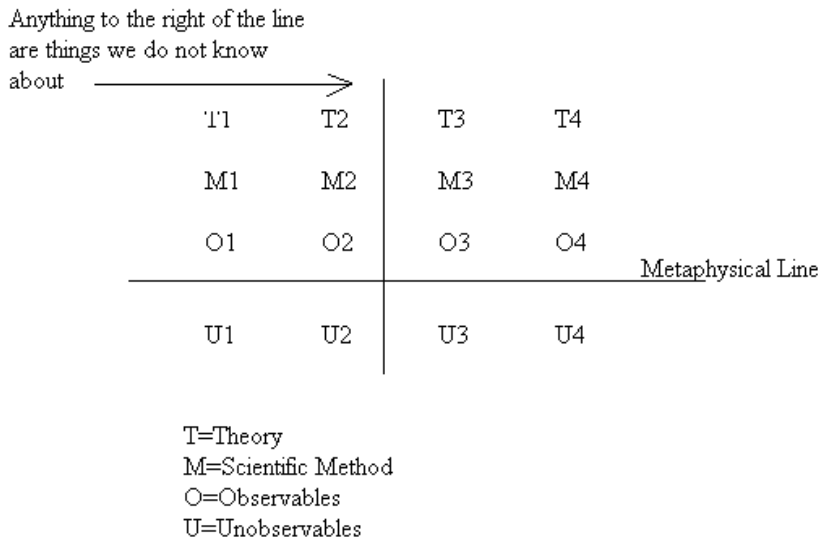 Anything to the right of the line
are things we do not know
about
T1 T2 T3 T4
M1 M2 M3 M4
O1 O2 O3 O4
Metaphysical Line
U1 U2 U3 U4
T=Theory
M=Scientific Method
O=Observables
U=Unobservables